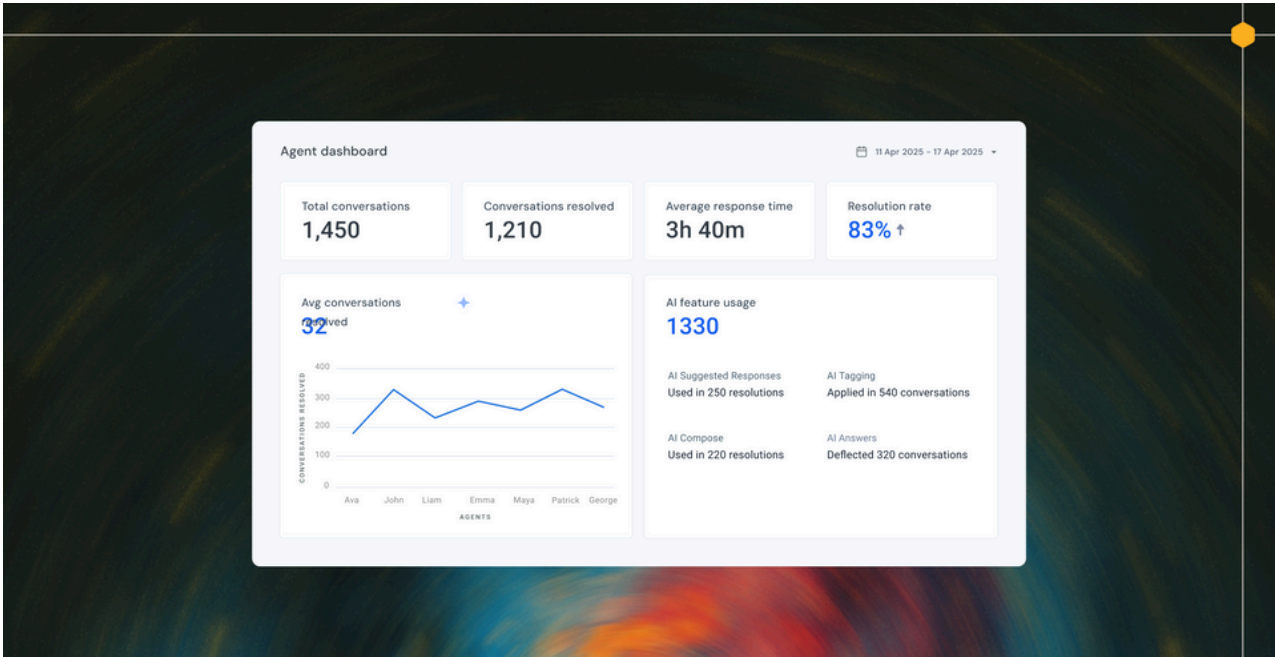 Agent dashboard
11 Apr 2025 - 17 Apr 2025
Total conversations
1,450
Conversations resolved
1,210
Average response time
3h 40m
Resolution rate
83%
Avg conversations
resolved
32
CONVERSATIONS RESOLVED
400
300
200
100
0
Ava John Liam Emma Maya Patrick George
AGENTS
AI feature usage
1330
AI Suggested Responses
Used in 250 resolutions
AI Tagging
Applied in 540 conversations
AI Compose
Used in 220 resolutions
AI Answers
Deflected 320 conversations